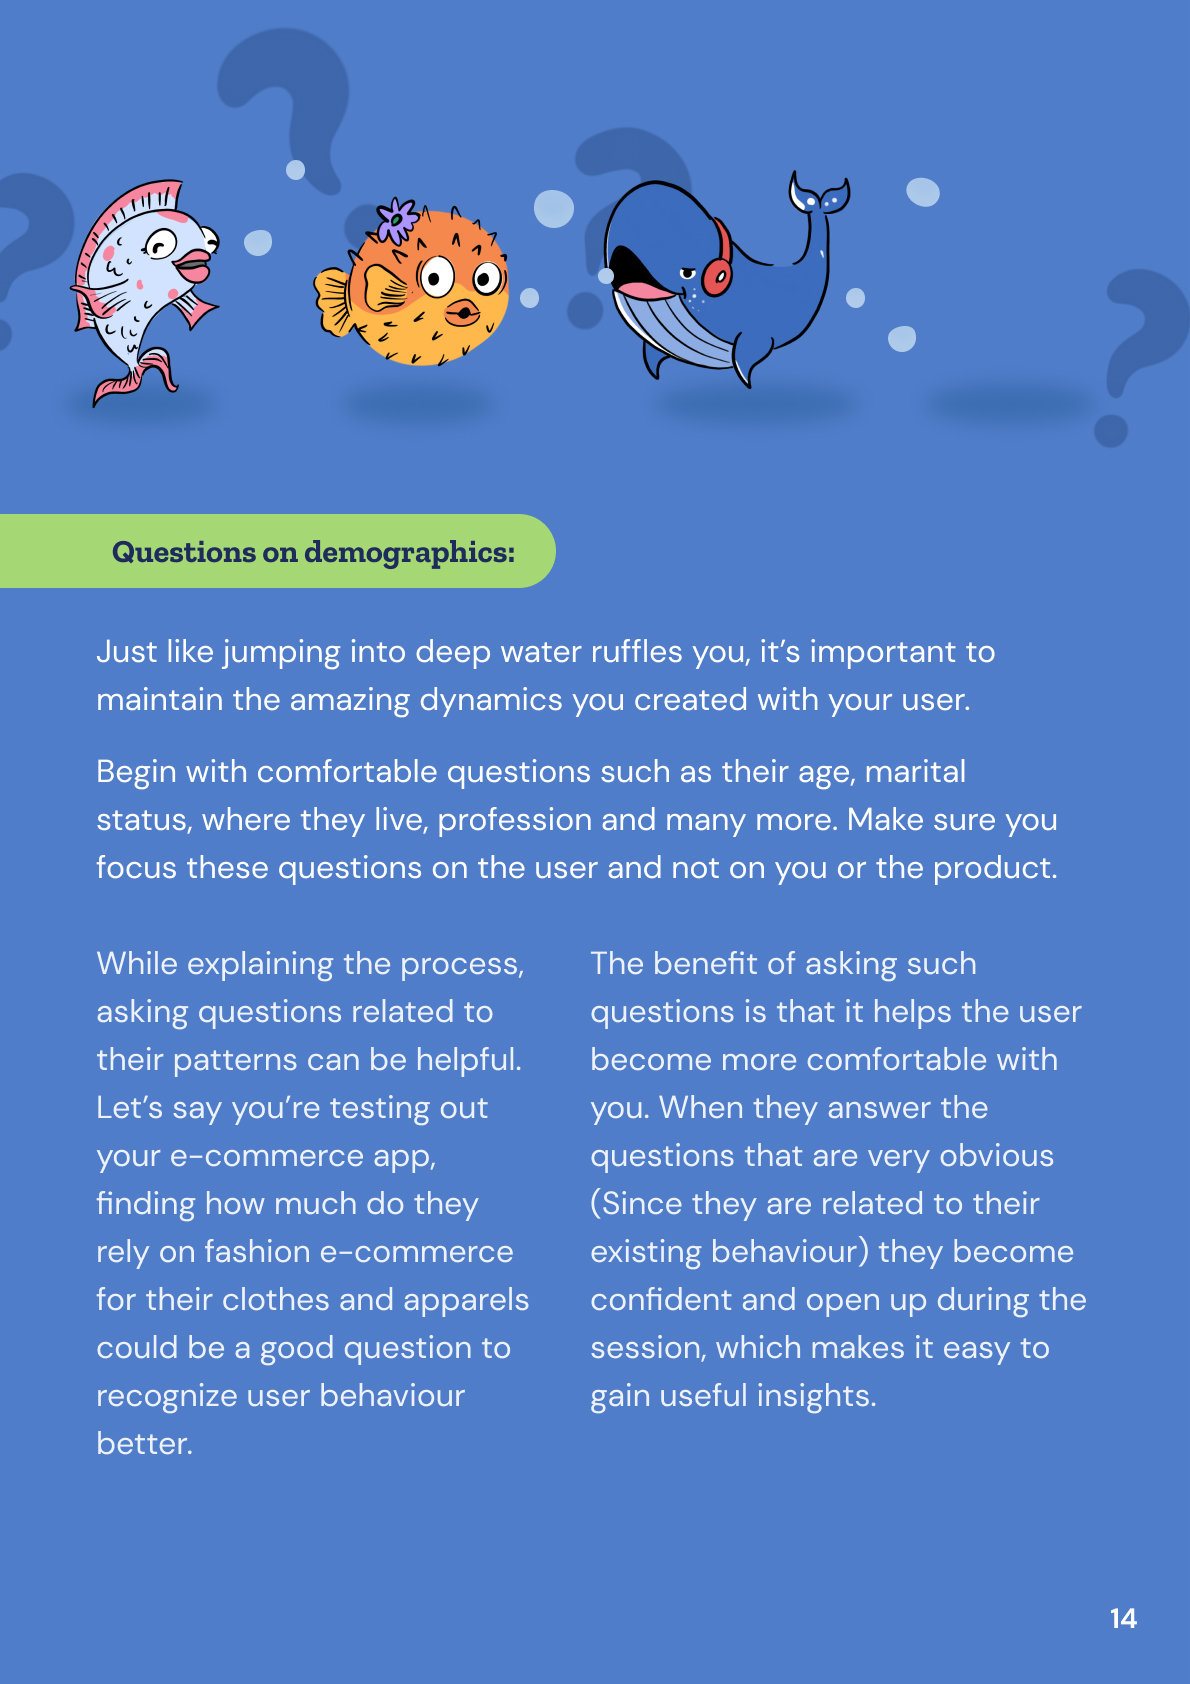 Questions on demographics:
Just like jumping into deep water ruffles you, it’s important to
maintain the amazing dynamics you created with your user.
Begin with comfortable questions such as their age, marital
status, where they live, profession and many more. Make sure you
focus these questions on the user and not on you or the product.
While explaining the process,
asking questions related to
their patterns can be helpful.
Let’s say you’re testing out
your e-commerce app,
finding how much do they
rely on fashion e-commerce
for their clothes and apparels
could be a good question to
recognize user behaviour
better.
The benefit of asking such
questions is that it helps the user
become more comfortable with
you. When they answer the
questions that are very obvious
(Since they are related to their
existing behaviour) they become
confident and open up during the
session, which makes it easy to
gain useful insights.
14